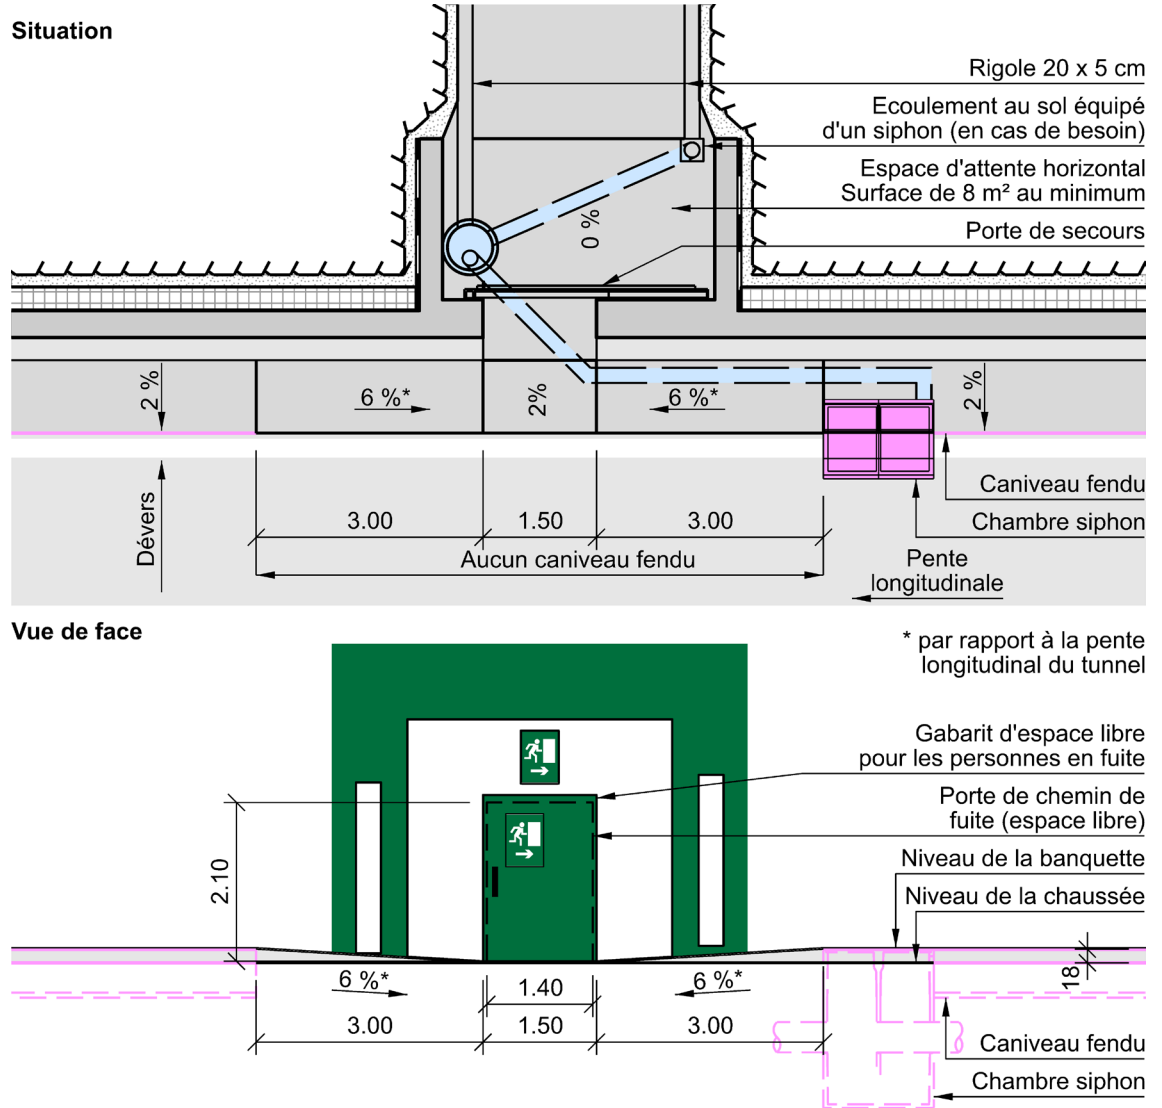 Situation
Rigole 20 x 5 cm
Ecoulement au sol équipé
d'un siphon (en cas de besoin)
Espace d'attente horizontal
Surface de 8 m² au minimum
0 %
Porte de secours
2 %
6 %*
2%
6 %*
2 %
Caniveau fendu
Chambre siphon
Dévers
3.00
1.50
3.00
Aucun caniveau fendu
Pente
longitudinale
Vue de face
* par rapport à la pente
longitudinal du tunnel
Gabarit d'espace libre
pour les personnes en fuite
Porte de chemin de
fuite (espace libre)
2.10
Niveau de la banquette
Niveau de la chaussée
18
6 %*
1.40
6 %*
3.00
1.50
3.00
Caniveau fendu
Chambre siphon